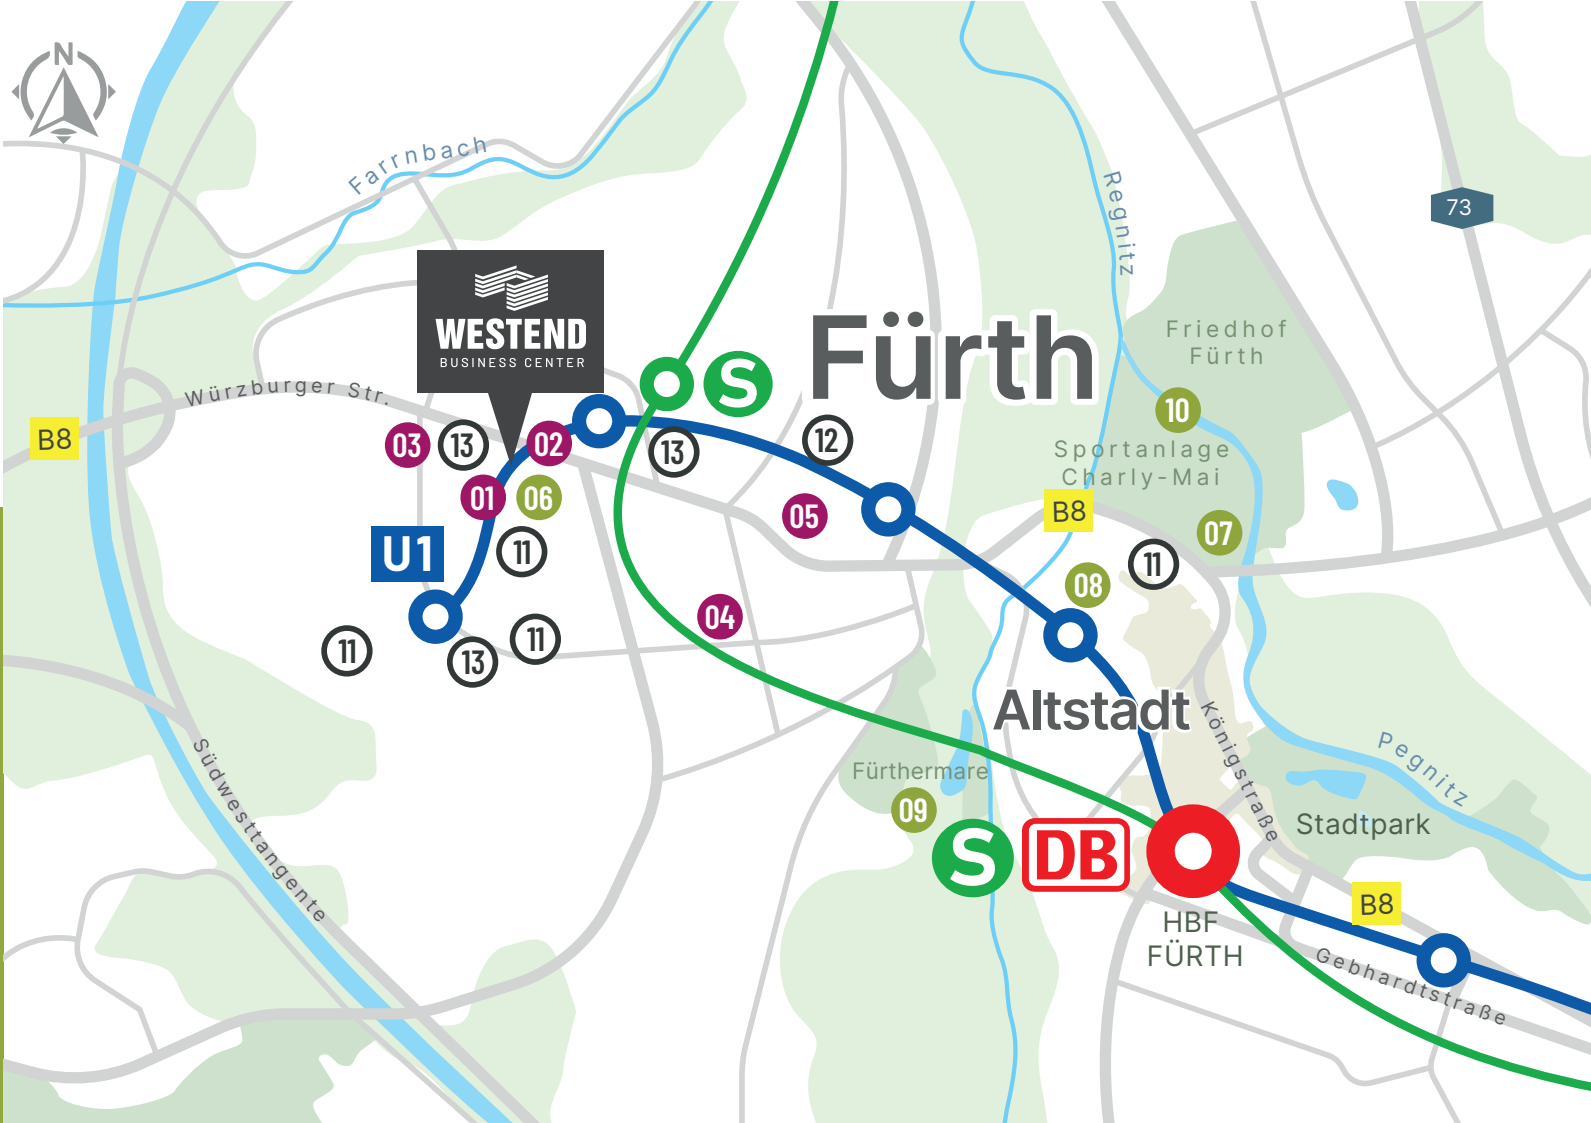 N
Farrnbach
Regnitz
73
WESTEND
BUSINESS CENTER
Friedhof
Fürth
Fürth
S
Würzburger Str.
B8
03
13
02
13
12
10
Sportanlage
Charly-Mai
01
06
05
B8
07
U1
11
11
08
04
11
11
13
Altstadt
Königstraße
Südwesttangente
Pegnitz
Fürthermare
09
Stadtpark
S
DB
HBF
FÜRTH
B8
Gebhardtstraße